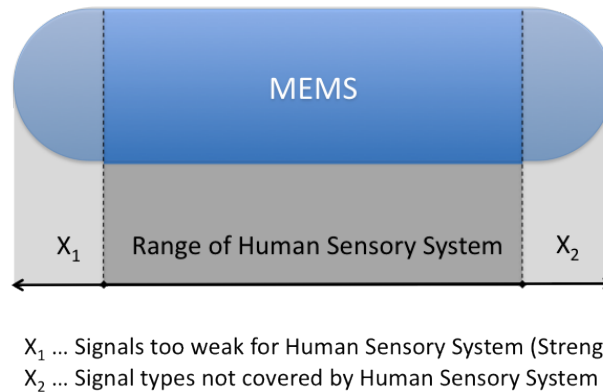 MEMS
X₁ Range of Human Sensory System X₂
X₁ ... Signals too weak for Human Sensory System (Streng
X₂ ... Signal types not covered by Human Sensory System